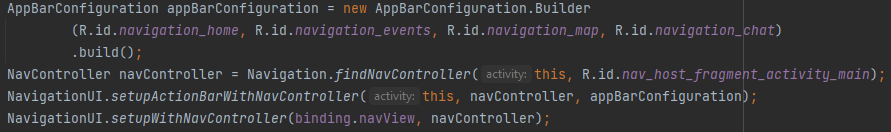 AppBarConfiguration appBarConfiguration = new AppBarConfiguration.Builder
(R.id.navigation_home, R.id.navigation_events, R.id.navigation_map, R.id.navigation_chat)
.build();
NavController navController = Navigation.findNavController( activity: this, R.id.nav_host_fragment_activity_main);
NavigationUI.setupActionBarWithNavController( activity: this, navController, appBarConfiguration);
NavigationUI.setupWithNavController(binding.navView, navController);